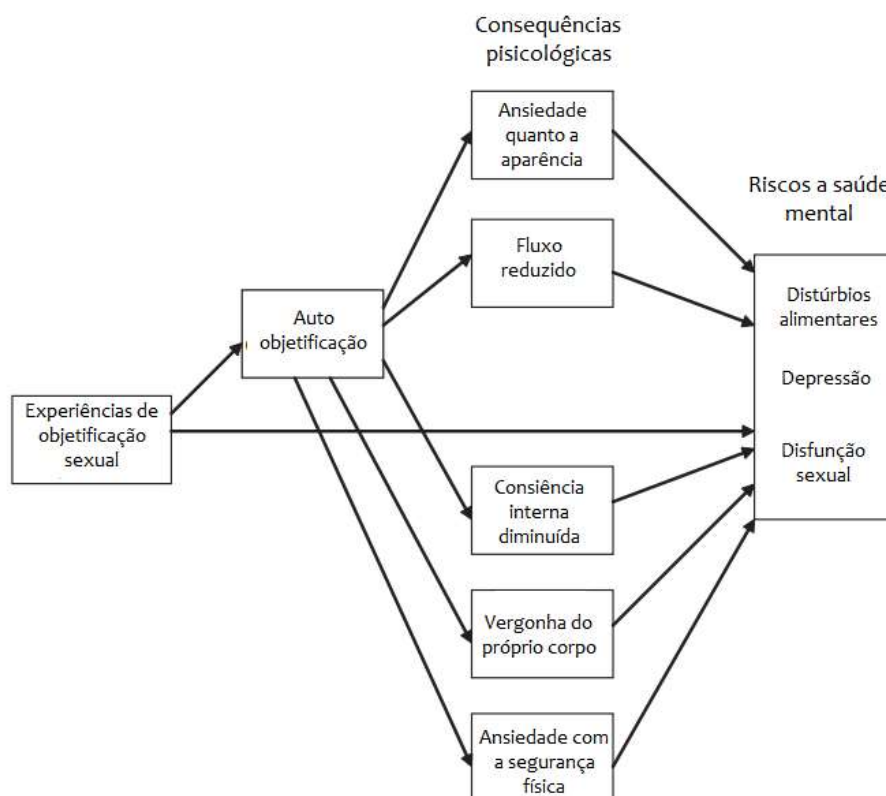 Consequências
pisicológicas
Ansiedade
quanto a
aparência
Riscos a saúde
mental
Fluxo
reduzido
Distúrbios
alimentares
Auto
objetificação
Depressão
Experiências de
objetificação
sexual
Disfunção
sexual
Consiência
interna
diminuída
Vergonha do
próprio corpo
Ansiedade com
a segurança
física